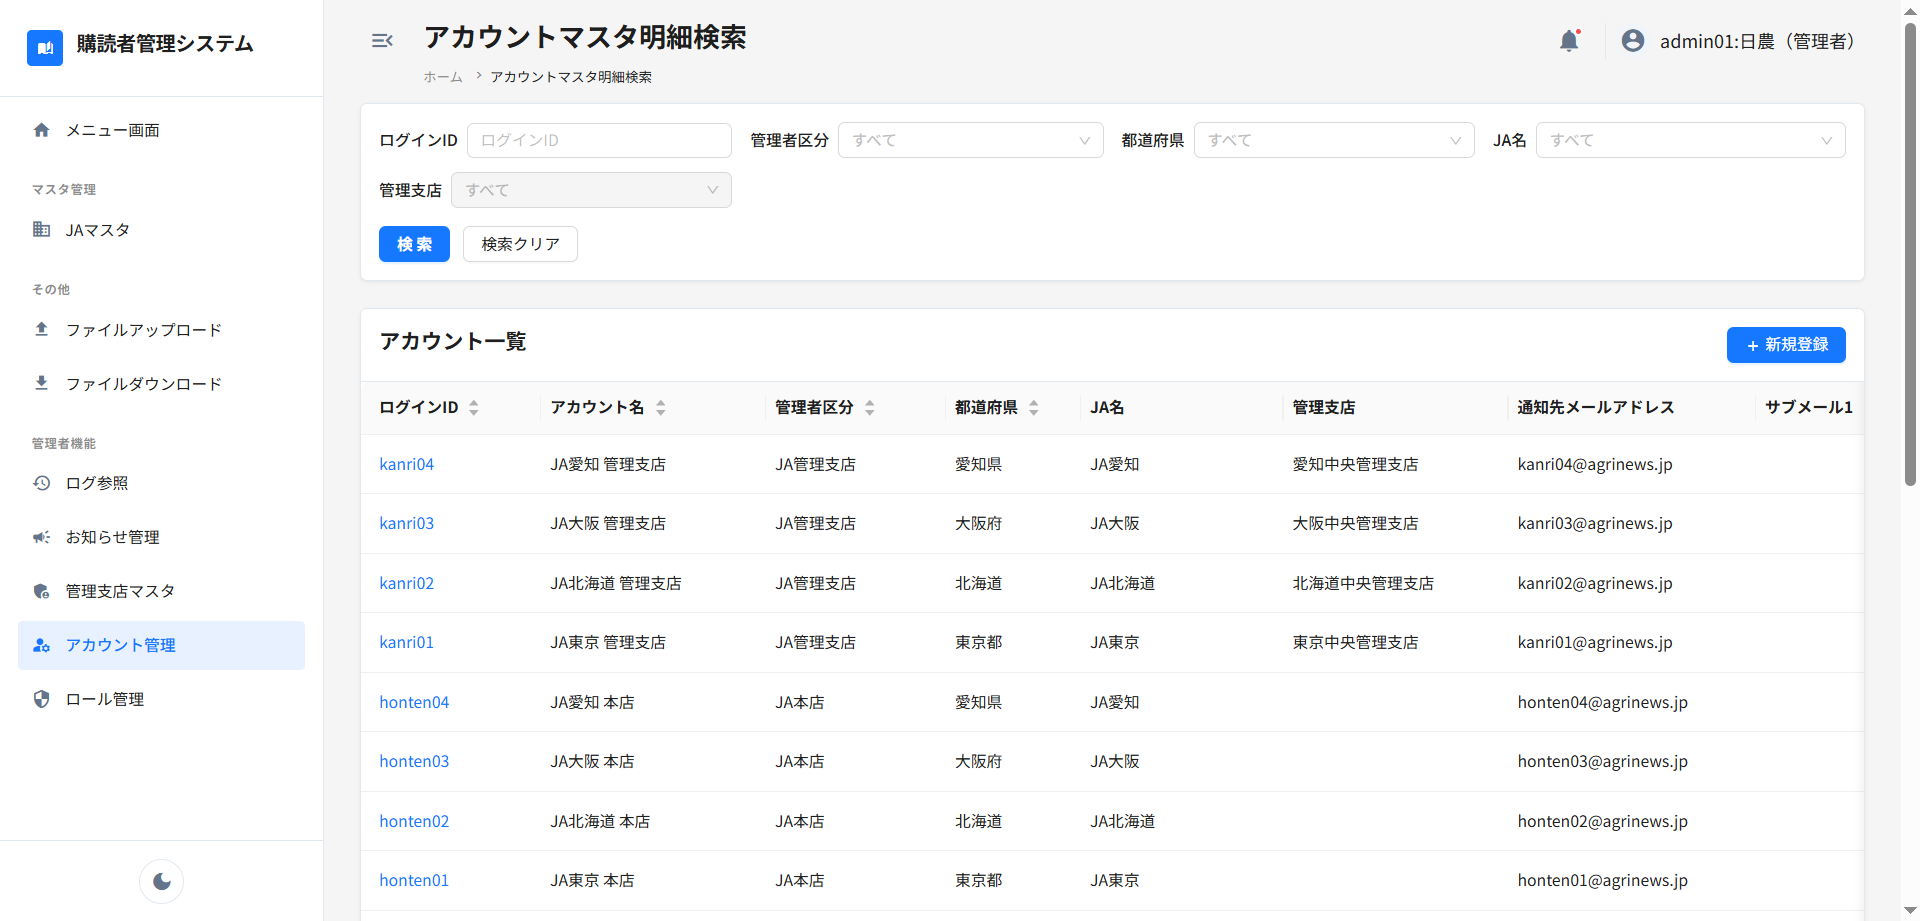 購読者管理システム
メニュー画面
マスタ管理
JAマスタ
その他
ファイルアップロード
ファイルダウンロード
管理者機能
ログ参照
お知らせ管理
管理支店マスタ
アカウント管理
ロール管理
アカウントマスタ明細検索
ホーム > アカウントマスタ明細検索
admin01:日農（管理者）
ログインID ログインID 管理者区分 すべて 都道府県 すべて JA名 すべて
管理支店 すべて
検索 検索クリア
アカウント一覧
+ 新規登録
ログインID アカウント名 管理者区分 都道府県 JA名 管理支店 通知先メールアドレス サブメール1
kanri04 JA愛知 管理支店 JA管理支店 愛知県 JA愛知 愛知中央管理支店 kanri04@agrinews.jp
kanri03 JA大阪 管理支店 JA管理支店 大阪府 JA大阪 大阪中央管理支店 kanri03@agrinews.jp
kanri02 JA北海道 管理支店 JA管理支店 北海道 JA北海道 北海道中央管理支店 kanri02@agrinews.jp
kanri01 JA東京 管理支店 JA管理支店 東京都 JA東京 東京中央管理支店 kanri01@agrinews.jp
honten04 JA愛知 本店 JA本店 愛知県 JA愛知 honten04@agrinews.jp
honten03 JA大阪 本店 JA本店 大阪府 JA大阪 honten03@agrinews.jp
honten02 JA北海道 本店 JA本店 北海道 JA北海道 honten02@agrinews.jp
honten01 JA東京 本店 JA本店 東京都 JA東京 honten01@agrinews.jp